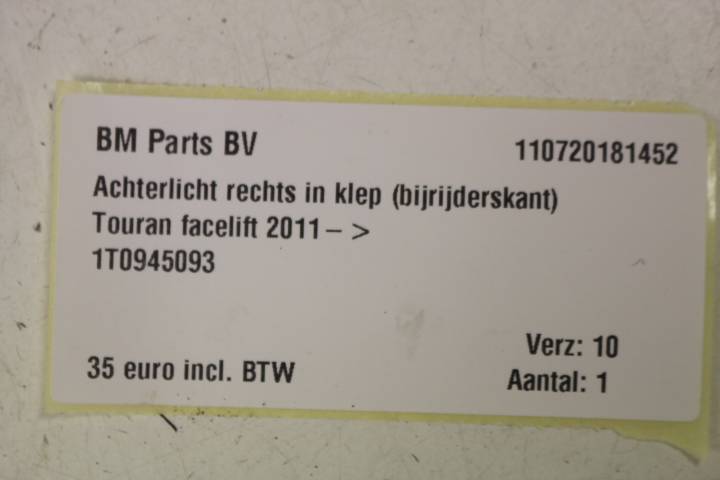 BM Parts BV 110720181452
Achterlicht rechts in klep (bijrijderskant)
Touran facelift 2011– >
1T0945093
Verz: 10
35 euro incl. BTW Aantal: 1